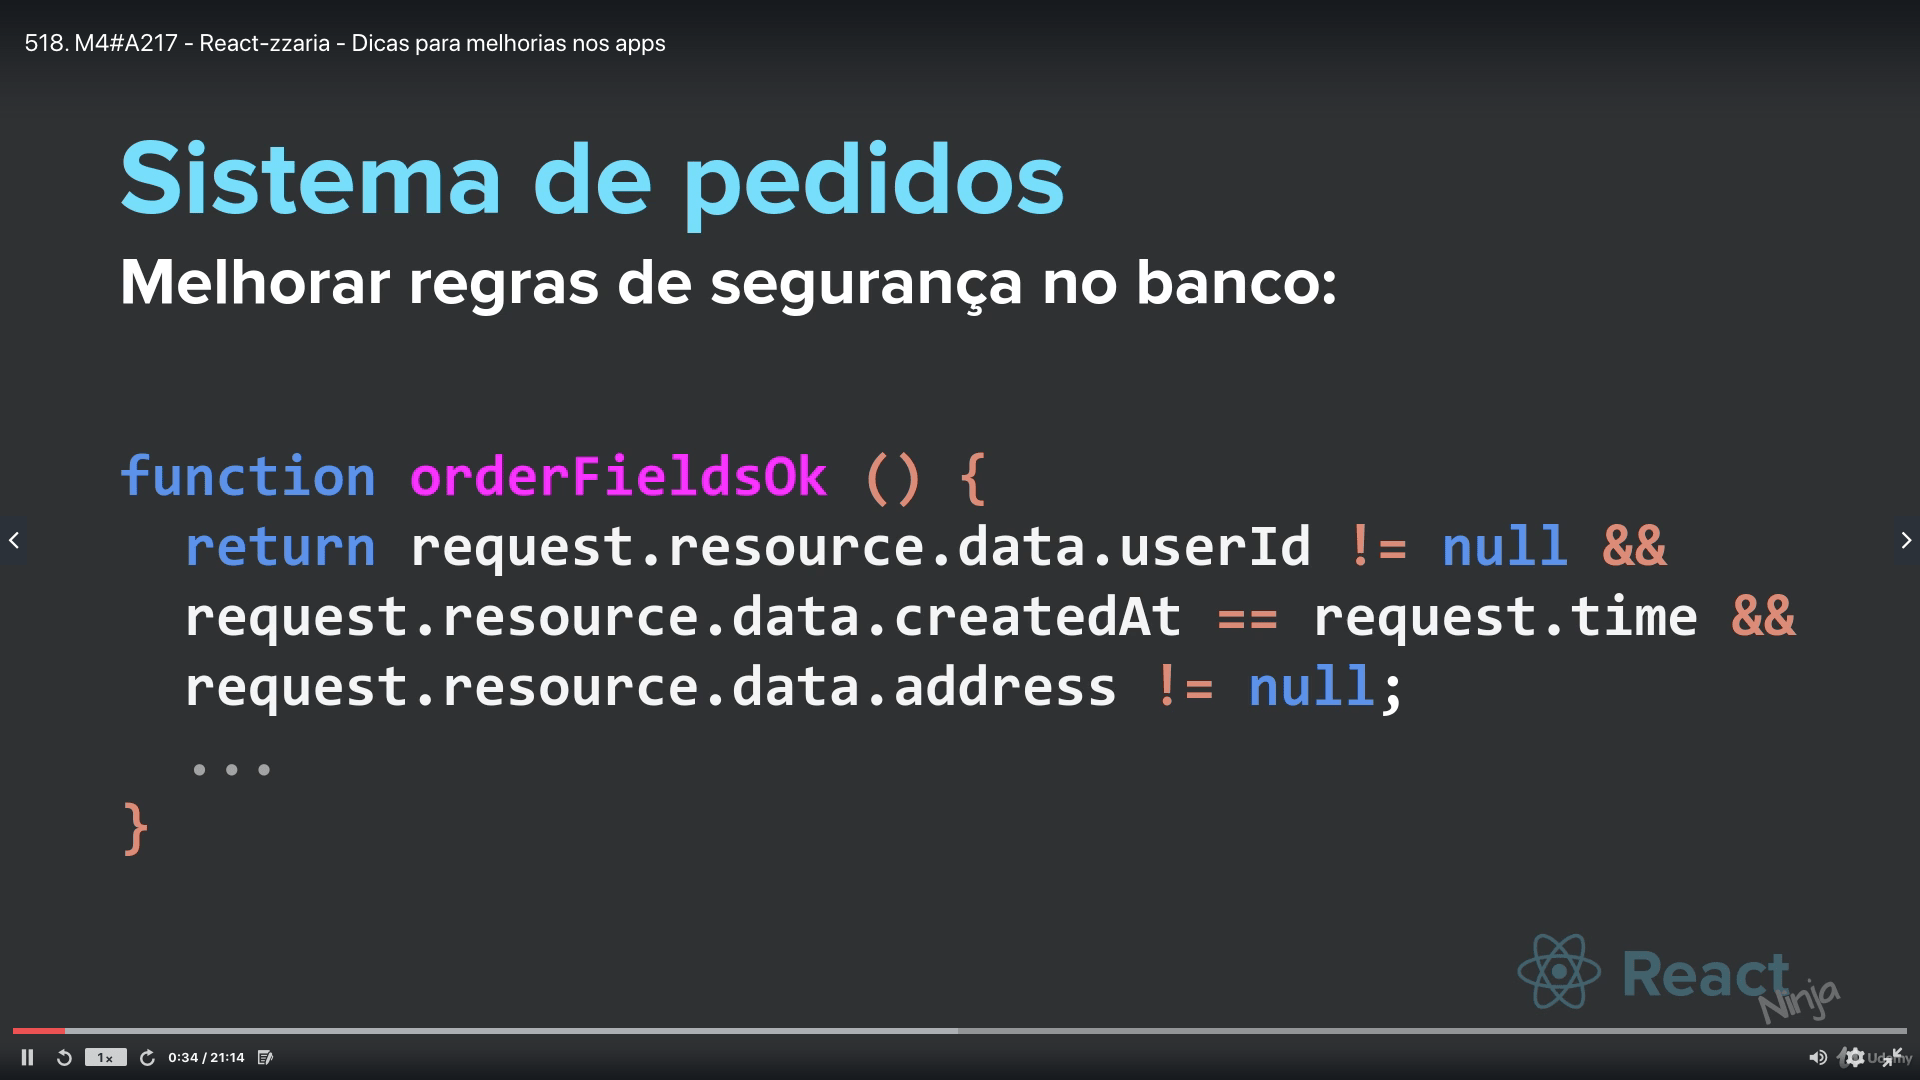 518. M4#A217 - React-zzaria - Dicas para melhorias nos apps
Sistema de pedidos
Melhorar regras de segurança no banco:
function orderFieldsOk () {
return request.resource.data.userId != null &&
request.resource.data.createdAt == request.time &&
request.resource.data.address != null;
...
}
React
Ninja
1x
0:34 / 21:14
Udemy